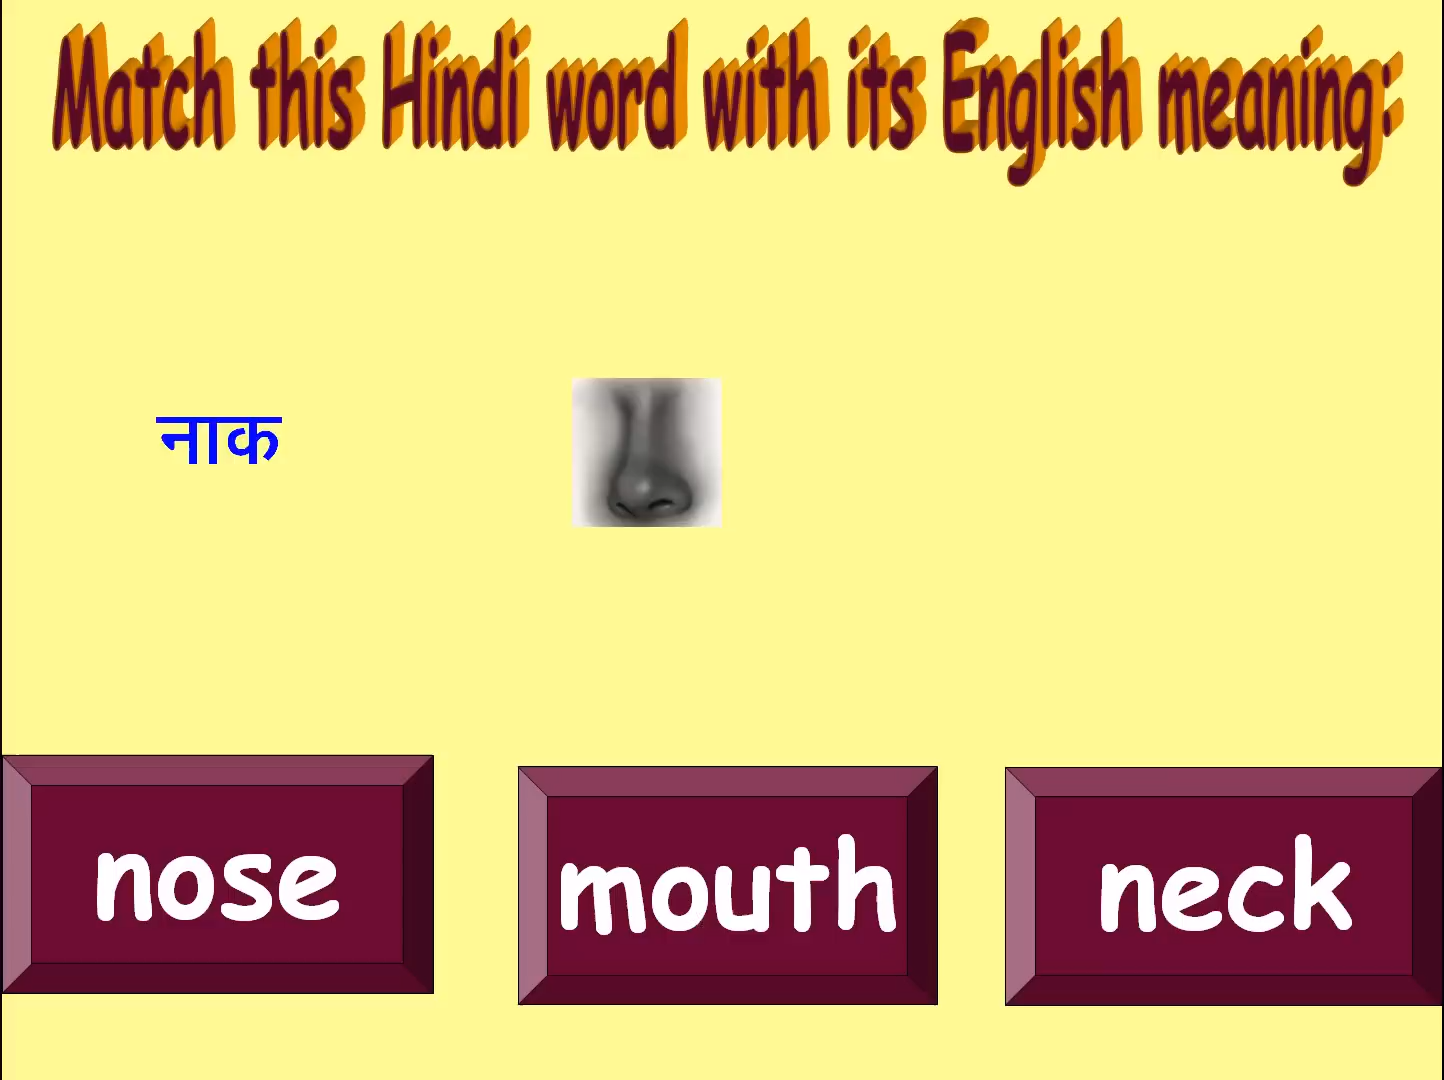 Match this Hindi word with its English meaning:
नाक
nose
mouth
neck